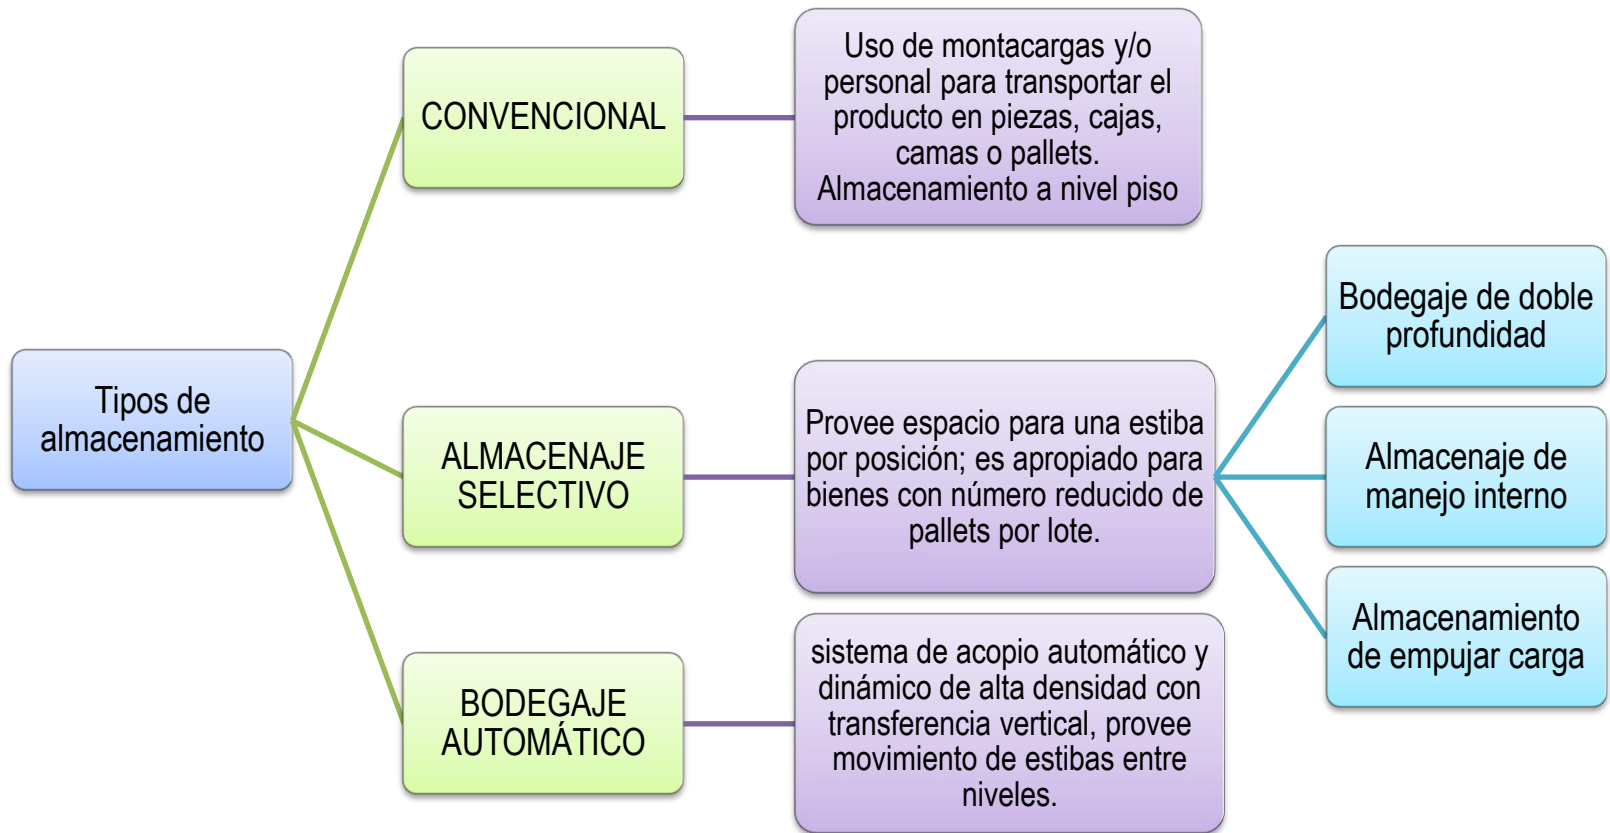 Tipos de
almacenamiento
CONVENCIONAL
Uso de montacargas y/o
personal para transportar el
producto en piezas, cajas,
camas o pallets.
Almacenamiento a nivel piso
ALMACENAJE
SELECTIVO
Provee espacio para una estiba
por posición; es apropiado para
bienes con número reducido de
pallets por lote.
Bodegaje de doble
profundidad
Almacenaje de
manejo interno
Almacenamiento
de empujar carga
BODEGAJE
AUTOMÁTICO
sistema de acopio automático y
dinámico de alta densidad con
transferencia vertical, provee
movimiento de estibas entre
niveles.